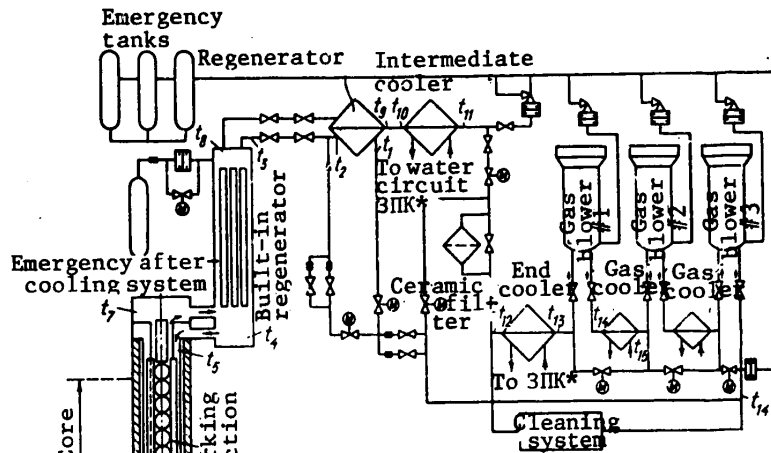 Emergency
tanks
Regenerator
Intermediate
cooler
t8
t3
t9
t10
t11
t1
t2
To water
circuit
ЗПК*
Gas
blower
#1
Gas
blower
#2
Gas
blower
#3
Emergency after
cooling system
Built-in
regenerator
Ceramic
filter
End
cooler
Gas
cooler
Gas
cooler
t7
t4
t5
t12
t13
t14
t15
To ЗПК*
t14
Cleaning
system
Core